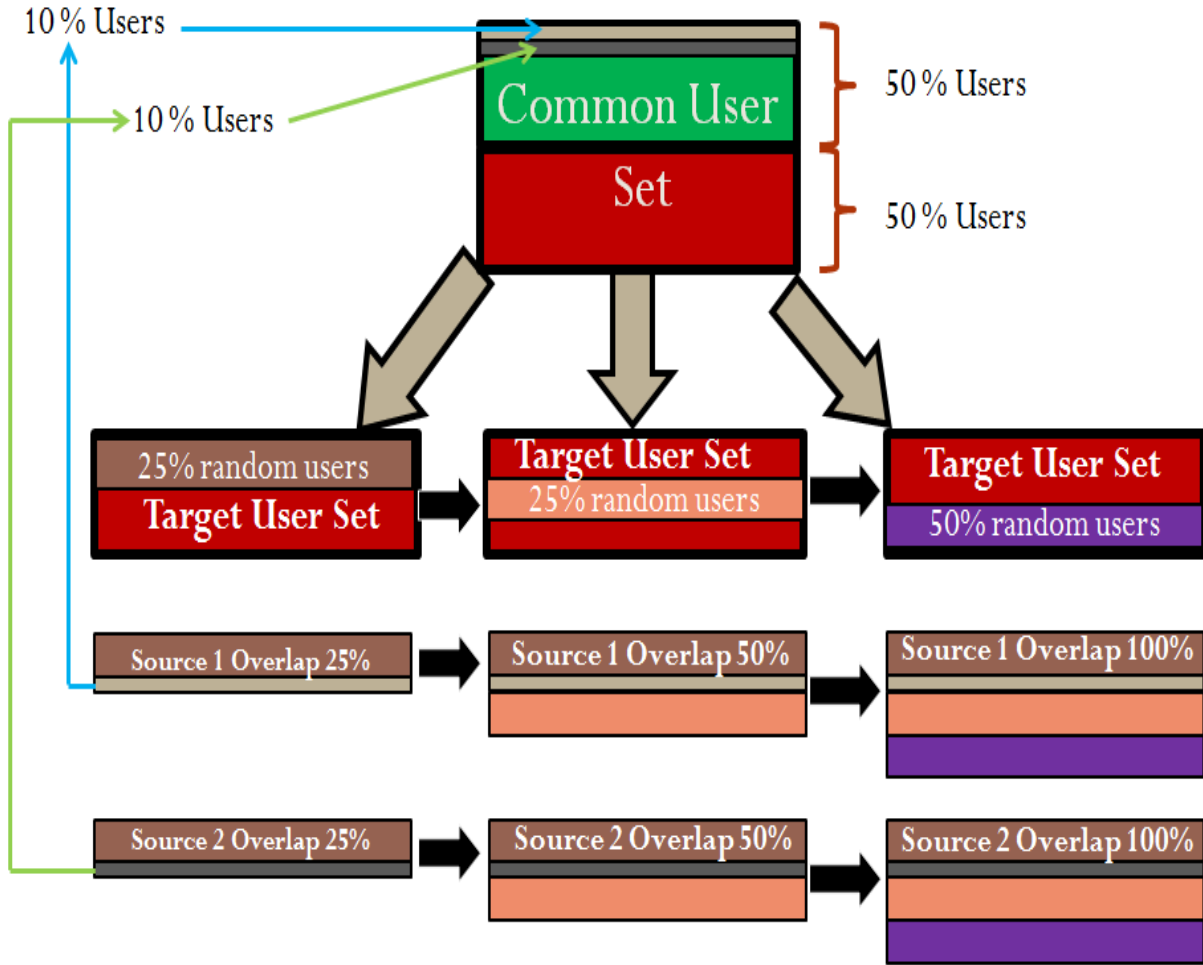 10 % Users
Common User
Set
50 % Users
10 % Users
50 % Users
25% random users
Target User Set
Target User Set
25% random users
Target User Set
50% random users
Source 1 Overlap 25%
Source 1 Overlap 50%
Source 1 Overlap 100%
Source 2 Overlap 25%
Source 2 Overlap 50%
Source 2 Overlap 100%